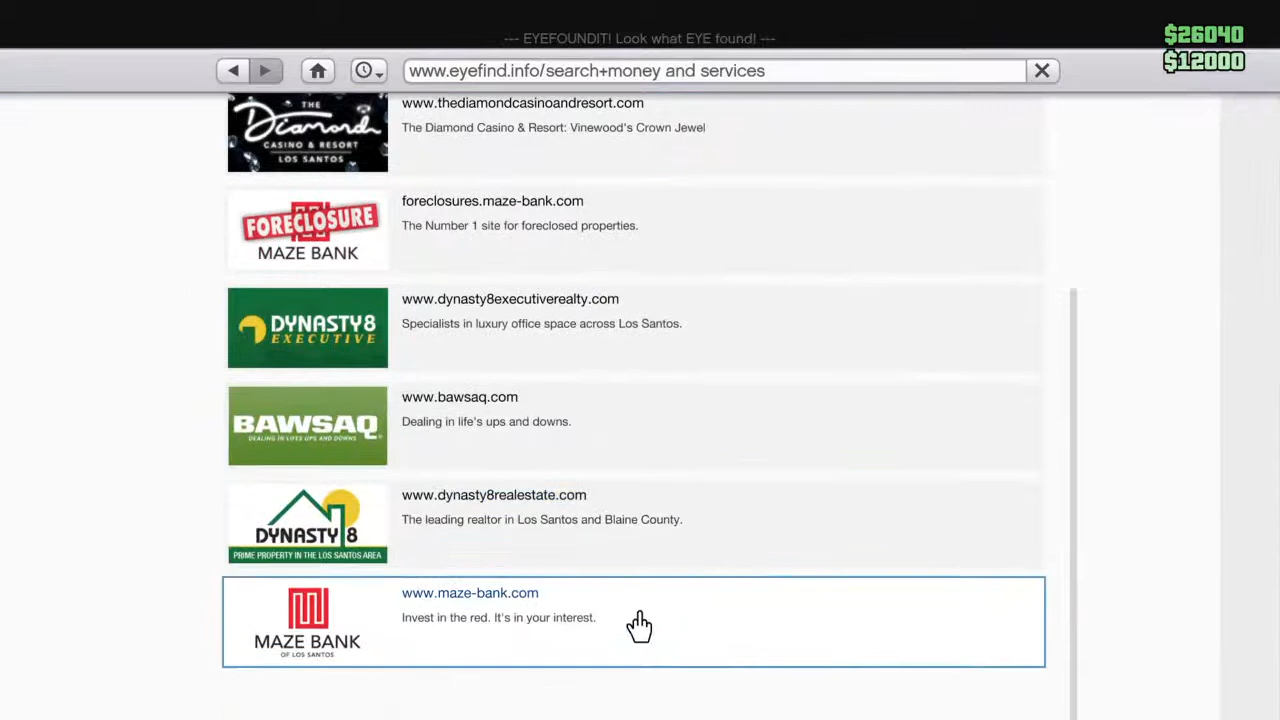 --- EYEFOUNDIT! Look what EYE found! ---
$26040
$12000
www.eyefind.info/search+money and services
THE
Diamond
CASINO & RESORT
LOS SANTOS
www.thediamondcasinoandresort.com
The Diamond Casino & Resort: Vinewood's Crown Jewel
FORECLOSURE
MAZE BANK
foreclosures.maze-bank.com
The Number 1 site for foreclosed properties.
DYNASTY8
EXECUTIVE
www.dynasty8executiverealty.com
Specialists in luxury office space across Los Santos.
BAWSAQ
DEALING IN LIFE'S UPS AND DOWNS
www.bawsaq.com
Dealing in life's ups and downs.
DYNASTY 8
PRIME PROPERTY IN THE LOS SANTOS AREA
www.dynasty8realestate.com
The leading realtor in Los Santos and Blaine County.
MAZE BANK
OF LOS SANTOS
www.maze-bank.com
Invest in the red. It's in your interest.